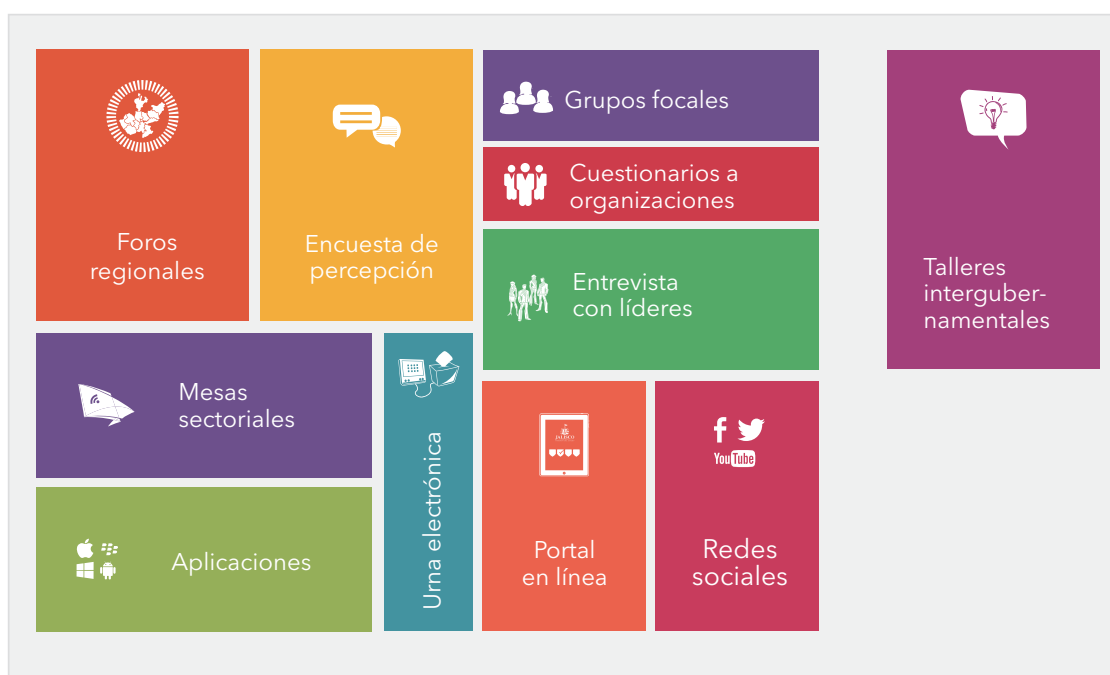 Foros
regionales
Encuesta de
percepción
Grupos focales
Cuestionarios a
organizaciones
Entrevista
con líderes
Talleres
interguber-
namentales
Mesas
sectoriales
Aplicaciones
Urna electrónica
JALISCO
Portal
en línea
You Tube
Redes
sociales